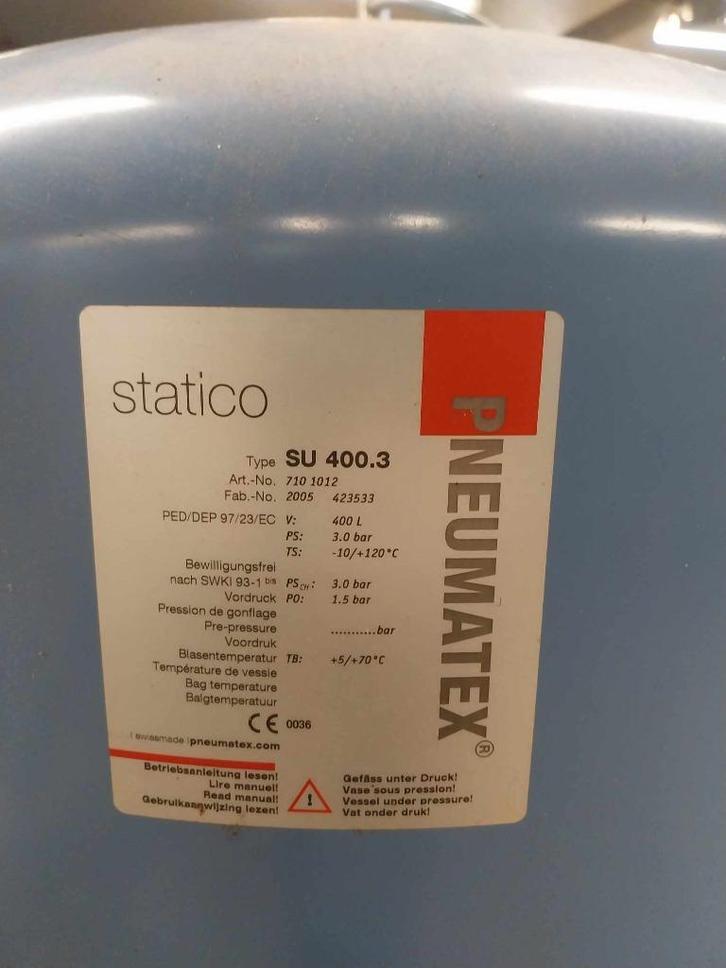 statico
PNEUMATEX®
Type SU 400.3
Art.-No. 710 1012
Fab.-No. 2005 423533
PED/DEP 97/23/EC V: 400 L
PS: 3.0 bar
TS: -10/+120°C
Bewilligungsfrei
nach SWKI 93-1 bis PSCH: 3.0 bar
Vordruck PO: 1.5 bar
Pression de gonflage
Pre-pressure ...........bar
Voordruk
Blasentemperatur TB: +5/+70°C
Température de vessie
Bag temperature
Balgtemperatuur
CE 0036
swissmade pneumatex.com
Betriebsanleitung lesen!
Lire manuel!
Read manual!
Gebruikaanwijzing lezen!
!
Gefäss unter Druck!
Vase sous pression!
Vessel under pressure!
Vat onder druk!